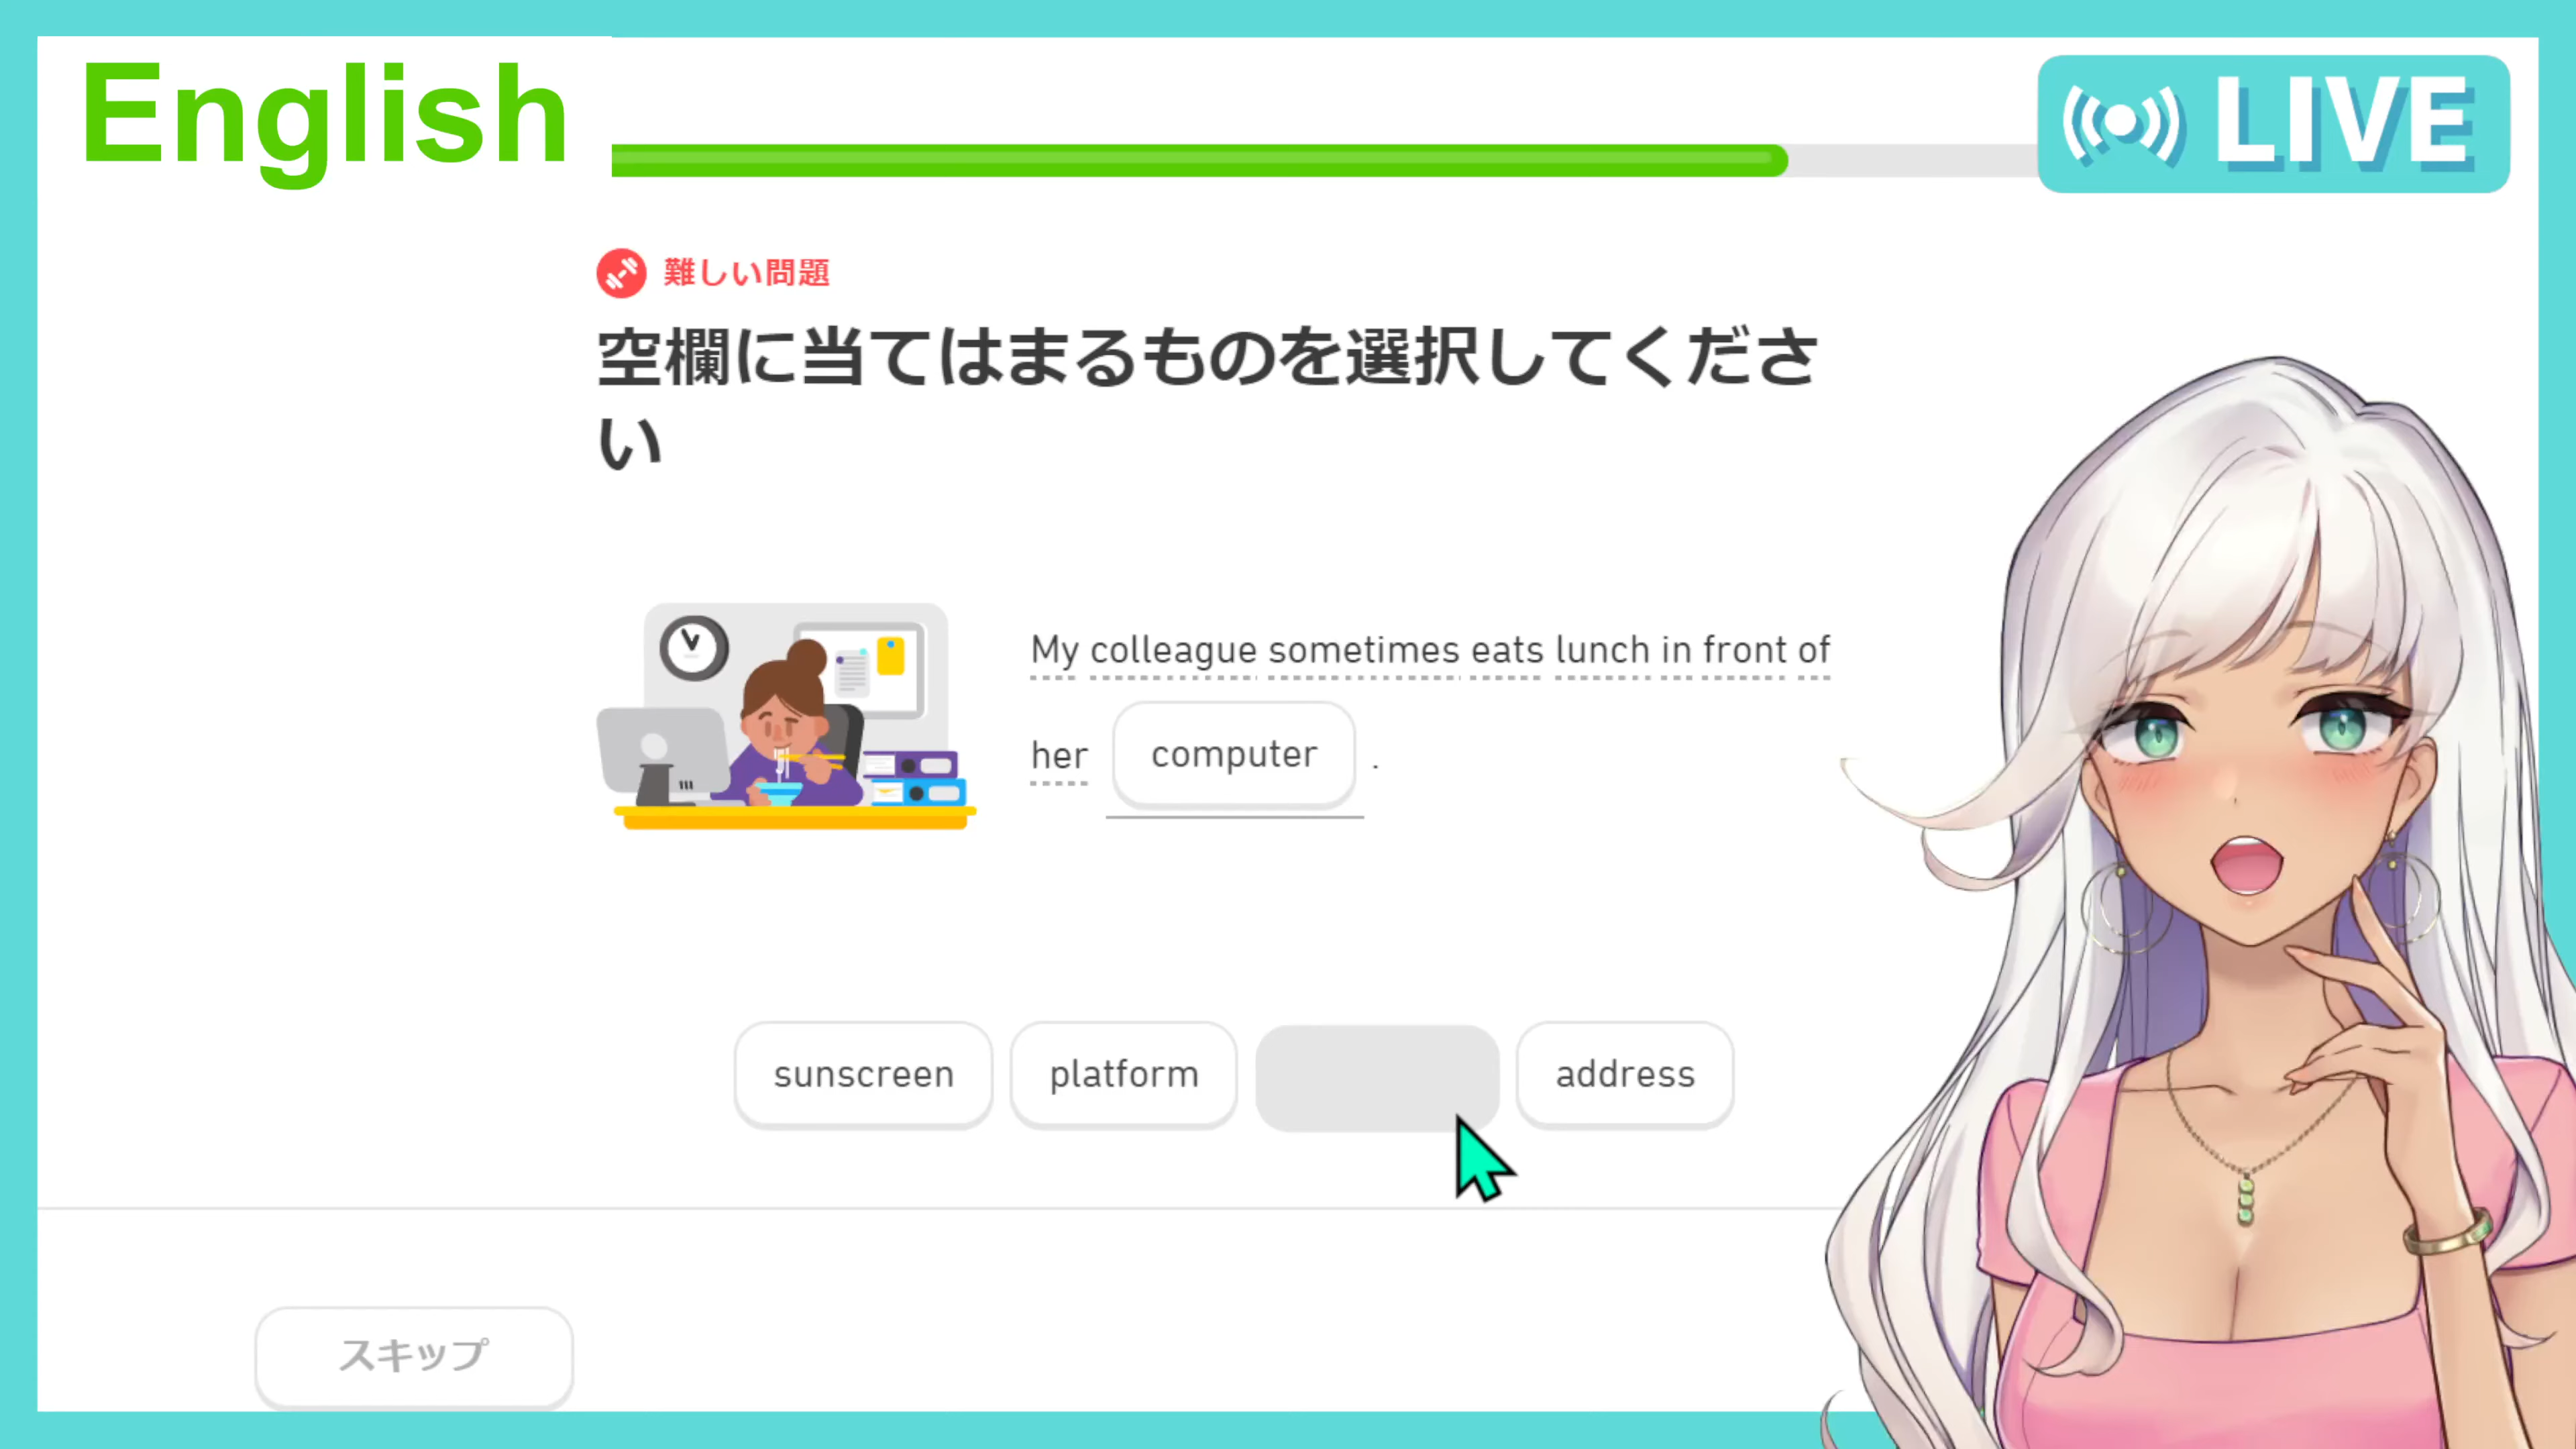 English
LIVE
難しい問題
空欄に当てはまるものを選択してくださ
い
My colleague sometimes eats lunch in front of
her computer .
sunscreen platform address
スキップ